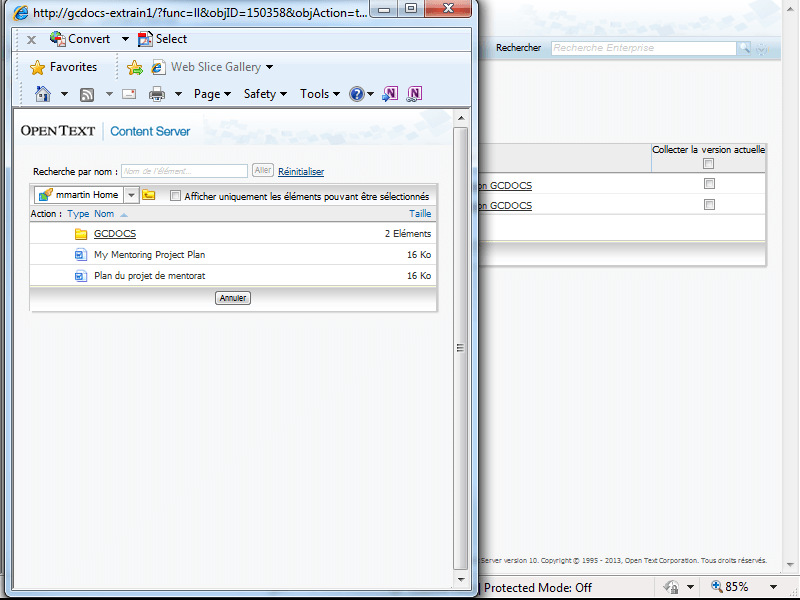 http://gcdocs-extrain1/?func=ll&objID=150358&objAction=t...
x Convert Select
Favorites Web Slice Gallery
Page Safety Tools
OPENTEXT Content Server
Recherche par nom : Nom de l'élément... Aller Réinitialiser
mmartin Home Afficher uniquement les éléments pouvant être sélectionnés
Action : Type Nom Taille
GCDOCS 2 Eléments
My Mentoring Project Plan 16 Ko
Plan du projet de mentorat 16 Ko
Annuler
Rechercher Recherche Enterprise
Collecter la version actuelle
on GCDOCS
on GCDOCS
Server version 10. Copyright © 1995 - 2013, Open Text Corporation. Tous droits réservés.
Protected Mode: Off 85%